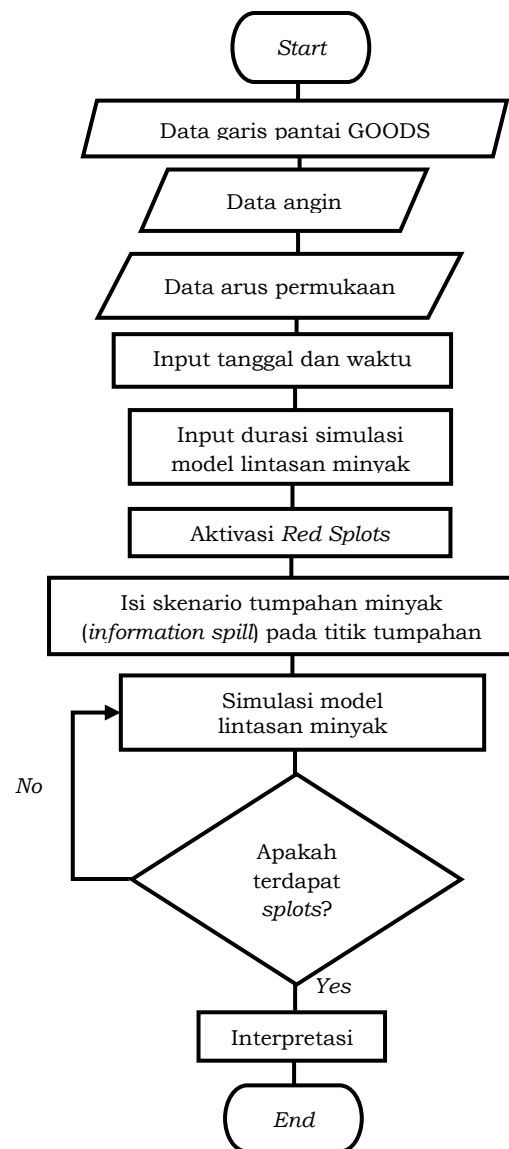 Start
Data garis pantai GOODS
Data angin
Data arus permukaan
Input tanggal dan waktu
Input durasi simulasi
model lintasan minyak
Aktivasi Red Splots
Isi skenario tumpahan minyak
(information spill) pada titik tumpahan
Simulasi model
lintasan minyak
No
Apakah
terdapat
splots?
Yes
Interpretasi
End